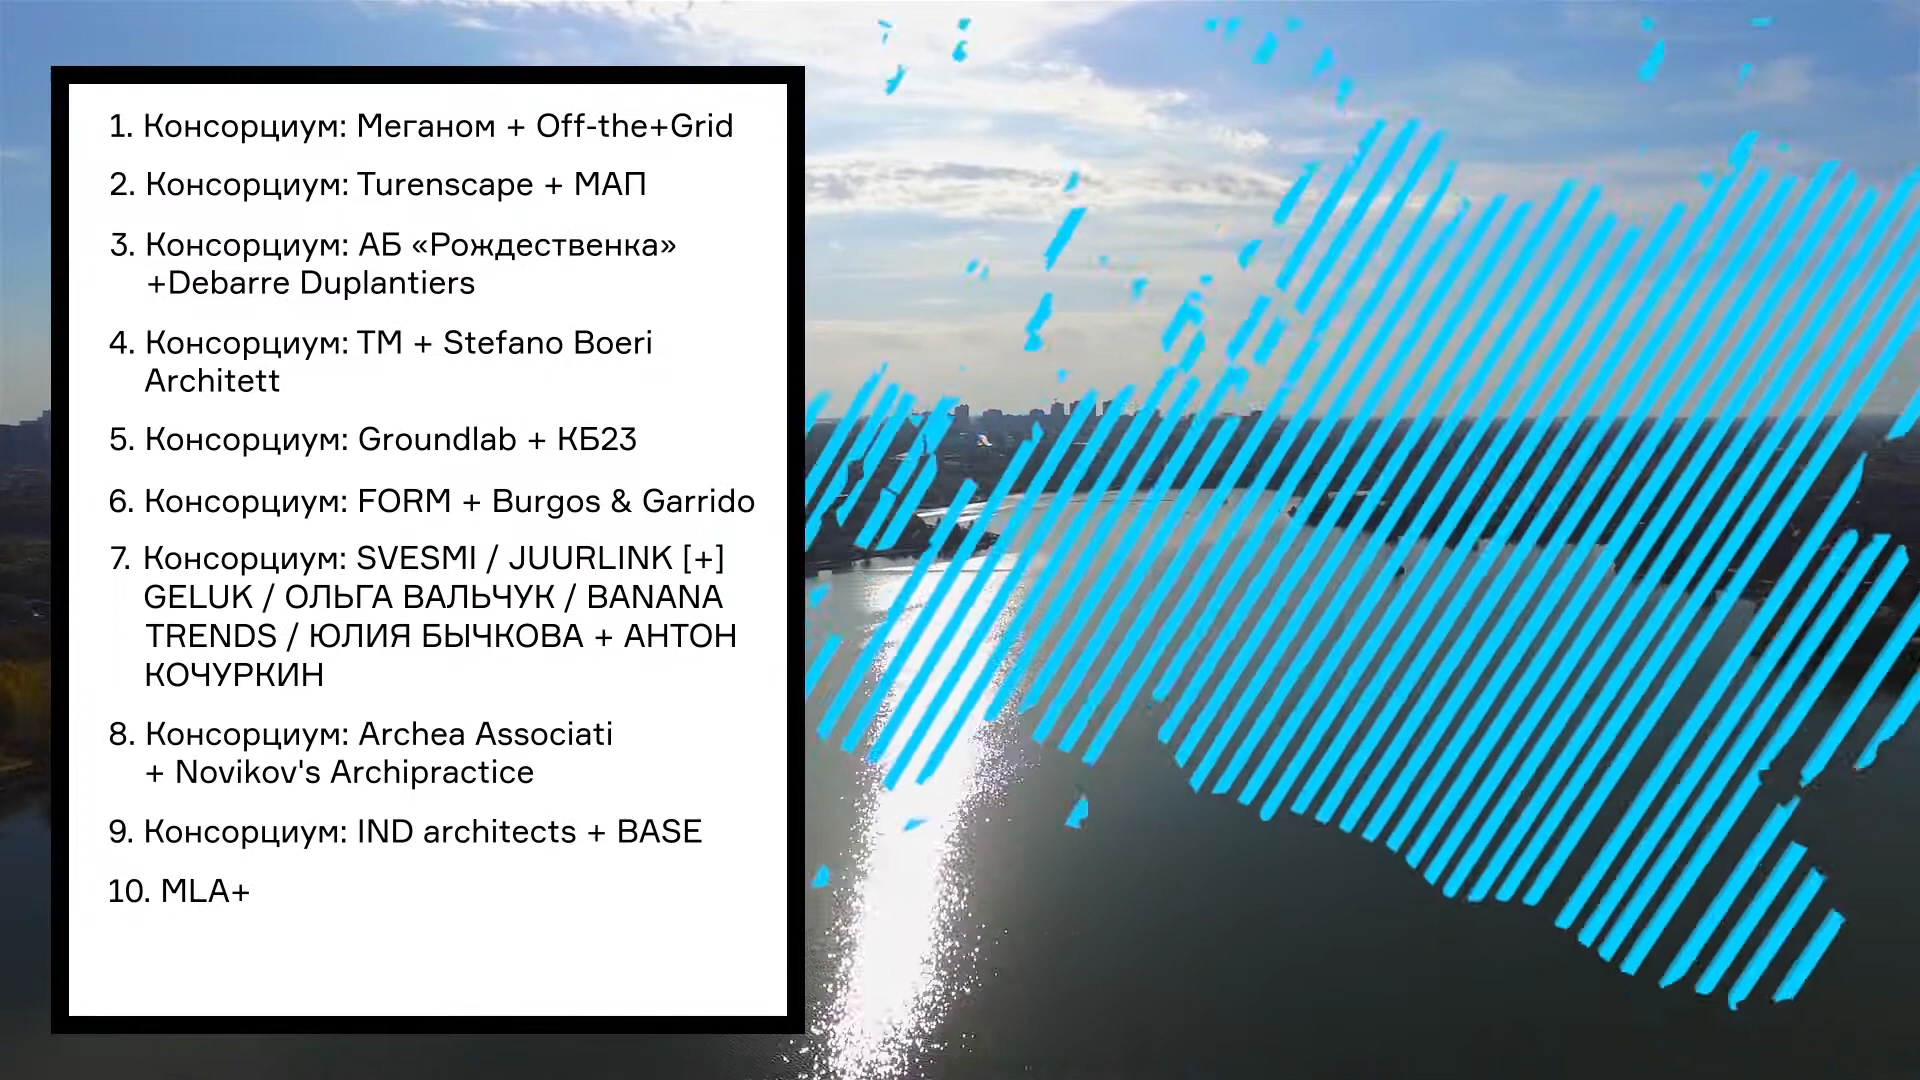 1. Консорциум: Меганом + Off-the+Grid
2. Консорциум: Turenscape + МАП
3. Консорциум: АБ «Рождественка»
+Debarre Duplantiers
4. Консорциум: ТМ + Stefano Boeri
Architett
5. Консорциум: Groundlab + КБ23
6. Консорциум: FORM + Burgos & Garrido
7. Консорциум: SVESMI / JUURLINK [+]
GELUK / ОЛЬГА ВАЛЬЧУК / BANANA
TRENDS / ЮЛИЯ БЫЧКОВА + АНТОН
КОЧУРКИН
8. Консорциум: Archea Associati
+ Novikov's Archipractice
9. Консорциум: IND architects + BASE
10. MLA+